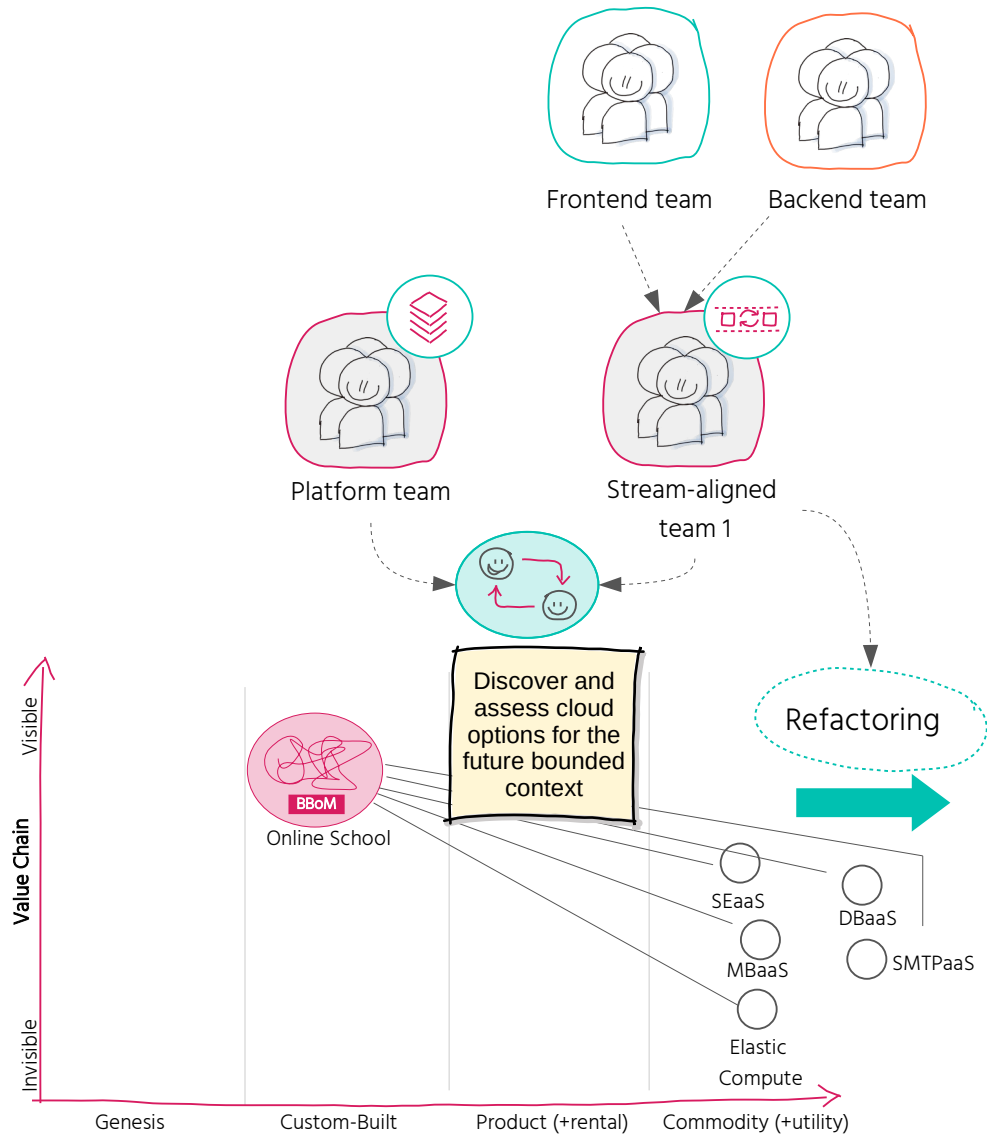 Frontend team
Backend team
Platform team
Stream-aligned
team 1
Discover and
assess cloud
options for the
future bounded
context
Refactoring
Visible
Value Chain
Invisible
BBoM
Online School
SEaaS
DBaaS
MBaaS
SMTPaaS
Elastic
Compute
Genesis
Custom-Built
Product (+rental)
Commodity (+utility)